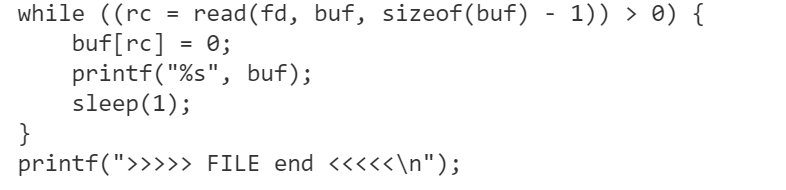 while ((rc = read(fd, buf, sizeof(buf) - 1)) > 0) {
    buf[rc] = 0;
    printf("%s", buf);
    sleep(1);
}
printf(">>>>> FILE end <<<<<\n");